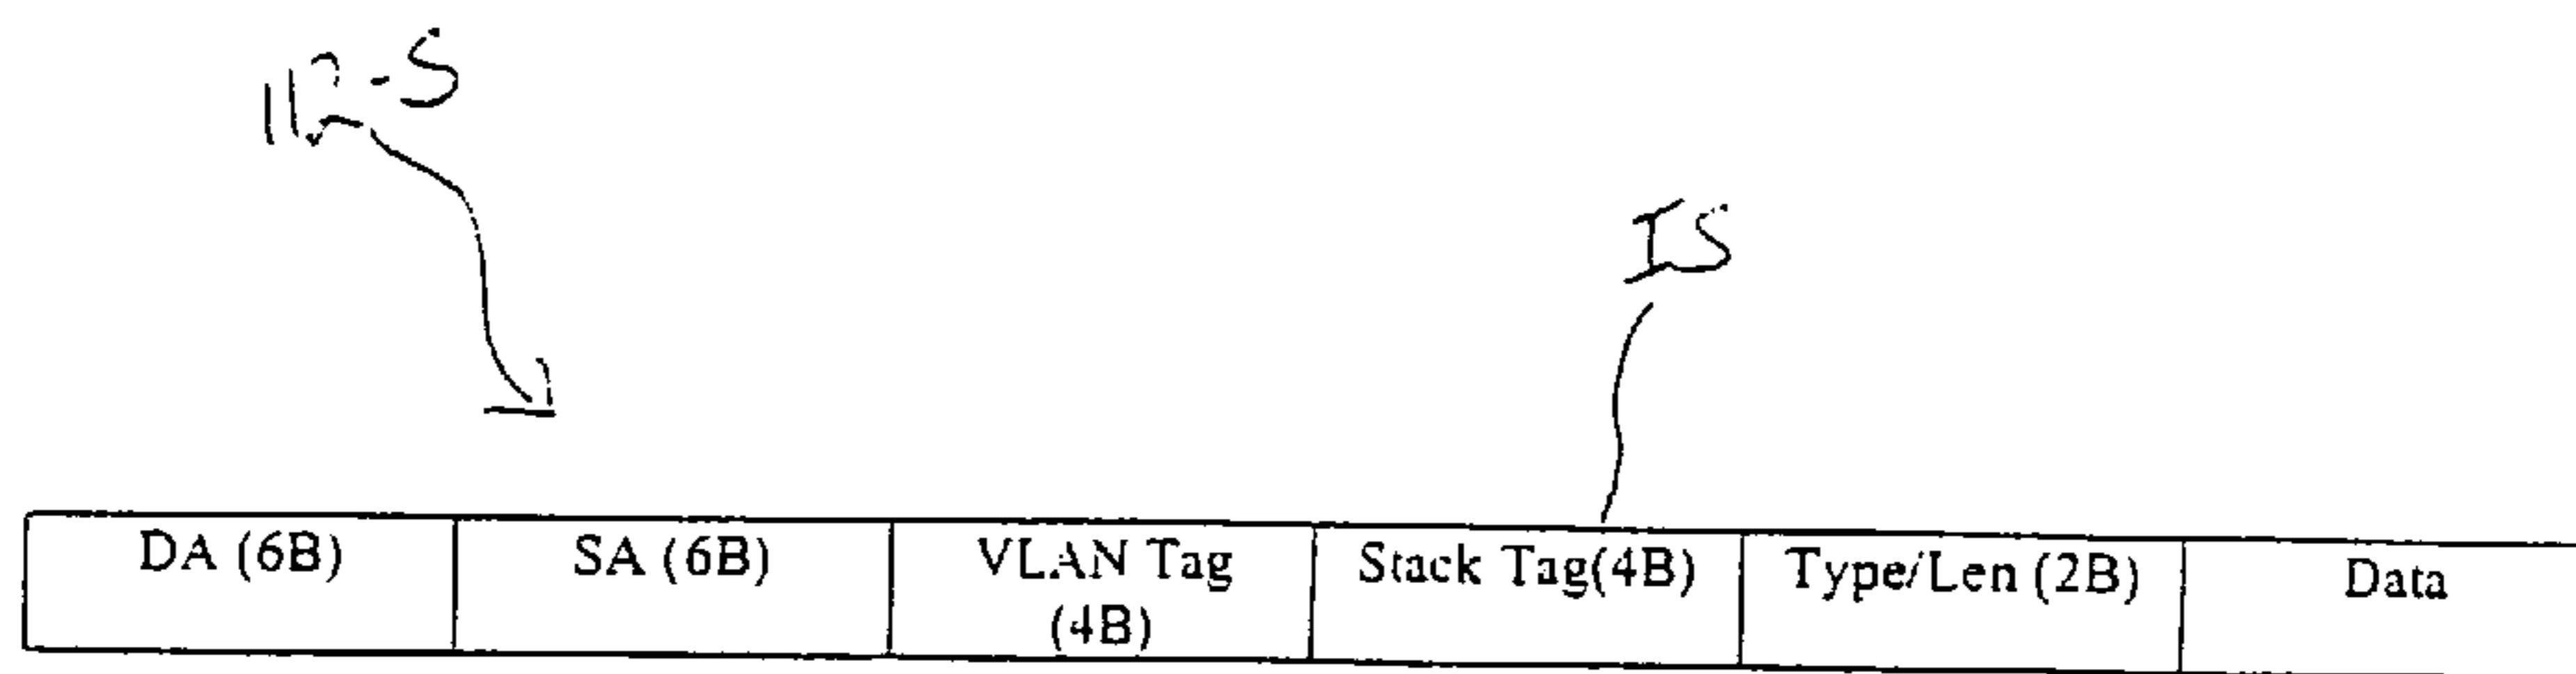 112-S
IS
DA (6B) SA (6B) VLAN Tag Stack Tag(4B) Type/Len (2B) Data
(4B)